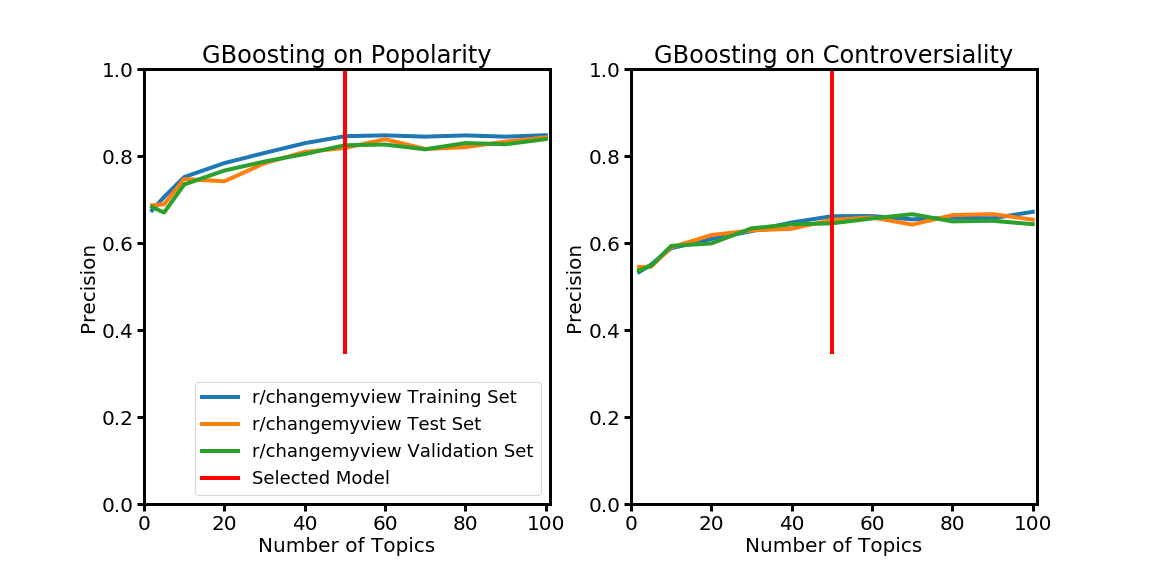 GBoosting on Popolarity
1.0
0.8
0.6
0.4
0.2
0.0
Precision
r/changemyview Training Set
r/changemyview Test Set
r/changemyview Validation Set
Selected Model
0 20 40 60 80 100
Number of Topics
GBoosting on Controversiality
1.0
0.8
0.6
0.4
0.2
0.0
Precision
0 20 40 60 80 100
Number of Topics